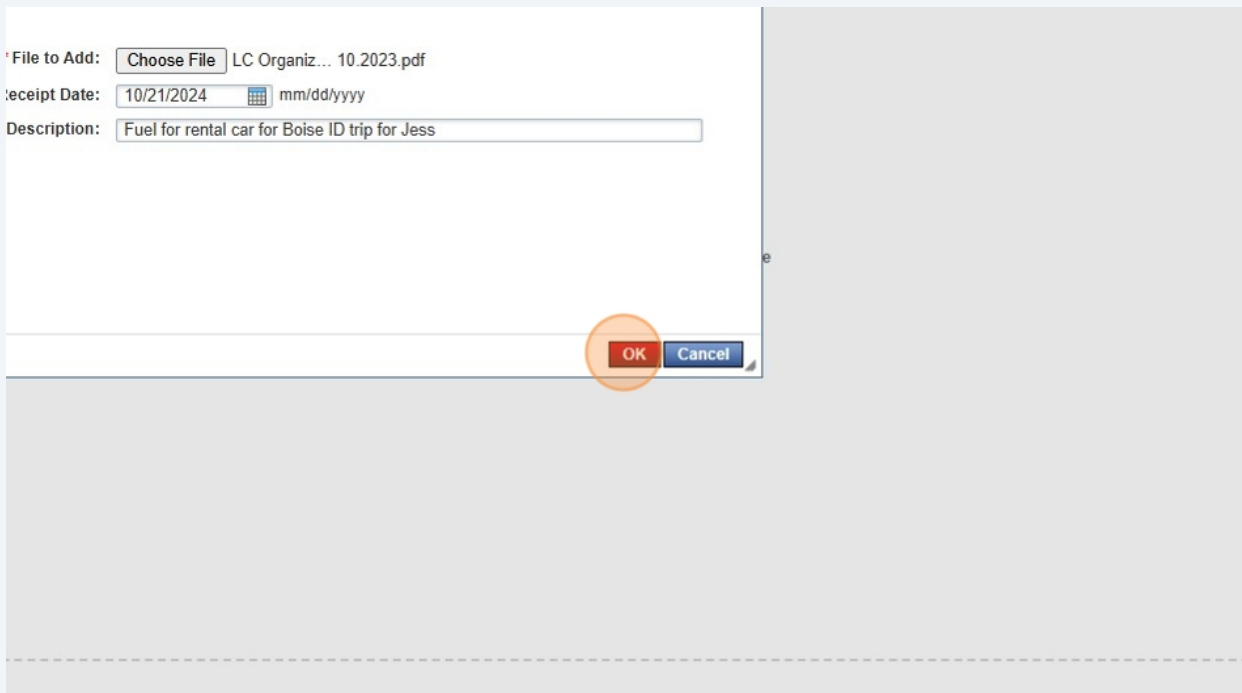 *File to Add: Choose File LC Organiz... 10.2023.pdf
Receipt Date: 10/21/2024 mm/dd/yyyy
Description: Fuel for rental car for Boise ID trip for Jess
e
OK Cancel